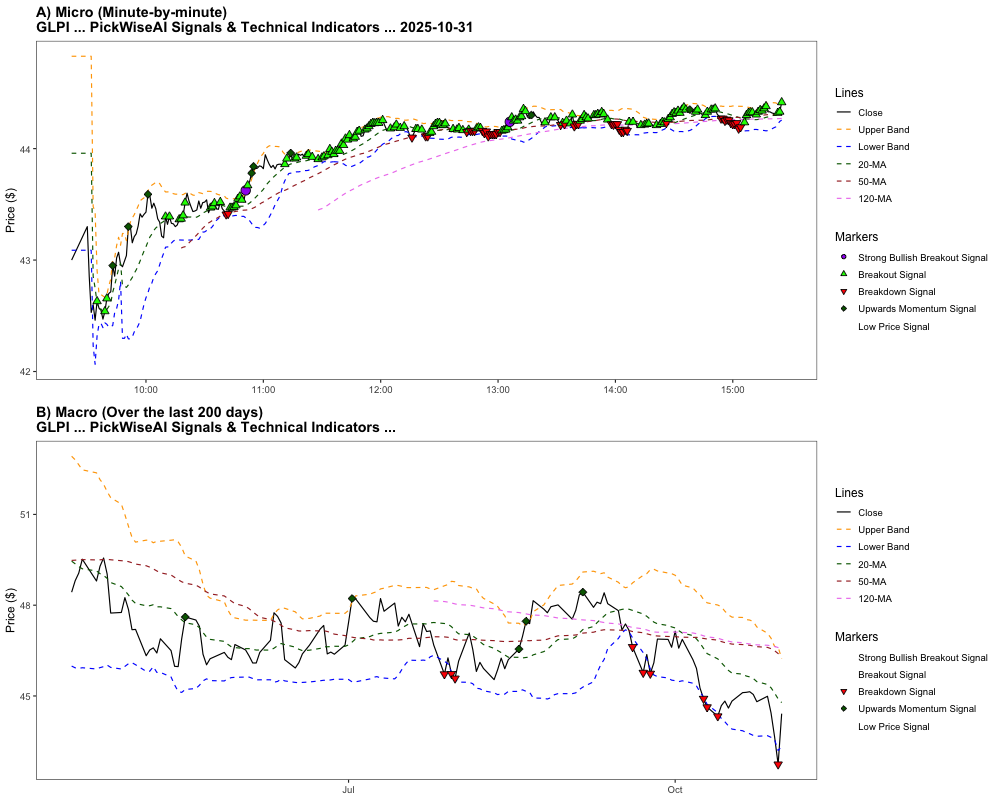 A) Micro (Minute-by-minute)
GLPI ... PickWiseAI Signals & Technical Indicators ... 2025-10-31
Price ($)
44
43
42
10:00
11:00
12:00
13:00
14:00
15:00
Lines
Close
Upper Band
Lower Band
20-MA
50-MA
120-MA
Markers
Strong Bullish Breakout Signal
Breakout Signal
Breakdown Signal
Upwards Momentum Signal
Low Price Signal
B) Macro (Over the last 200 days)
GLPI ... PickWiseAI Signals & Technical Indicators ...
Price ($)
51
48
45
Jul
Oct
Lines
Close
Upper Band
Lower Band
20-MA
50-MA
120-MA
Markers
Strong Bullish Breakout Signal
Breakout Signal
Breakdown Signal
Upwards Momentum Signal
Low Price Signal